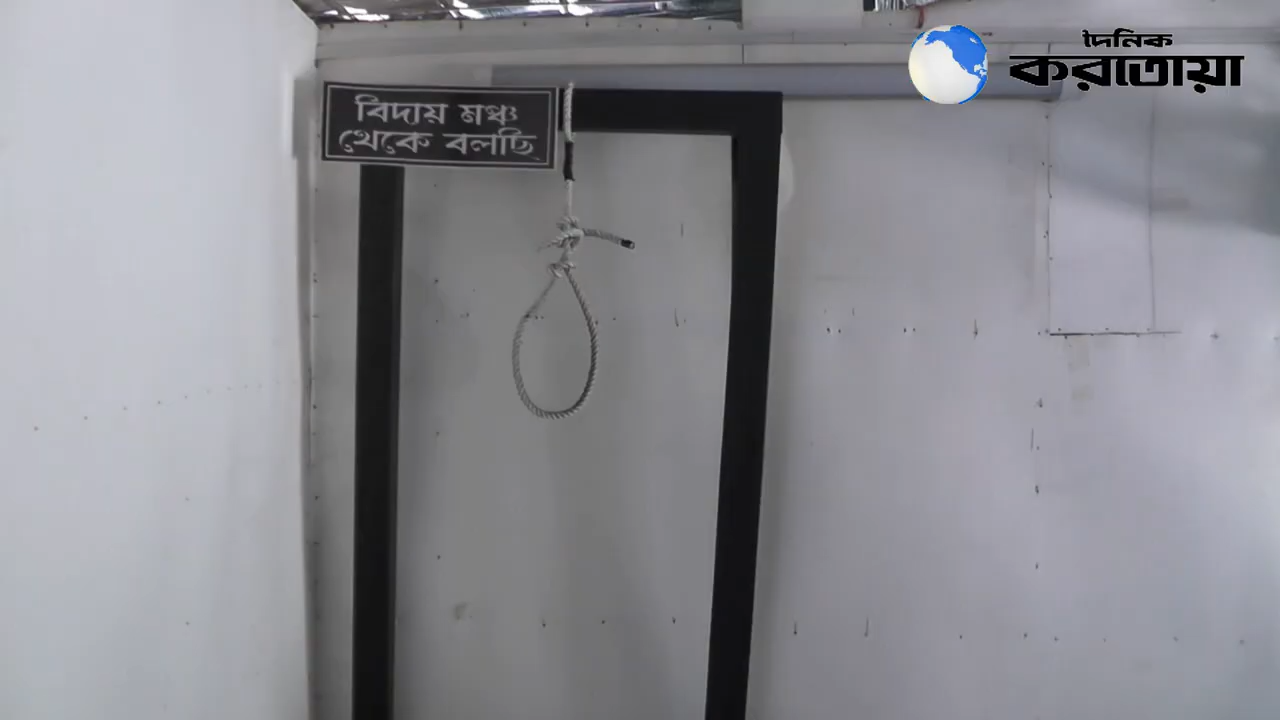 বিদায় মঞ্চ
থেকে বলছি
দৈনিক
করতোয়া